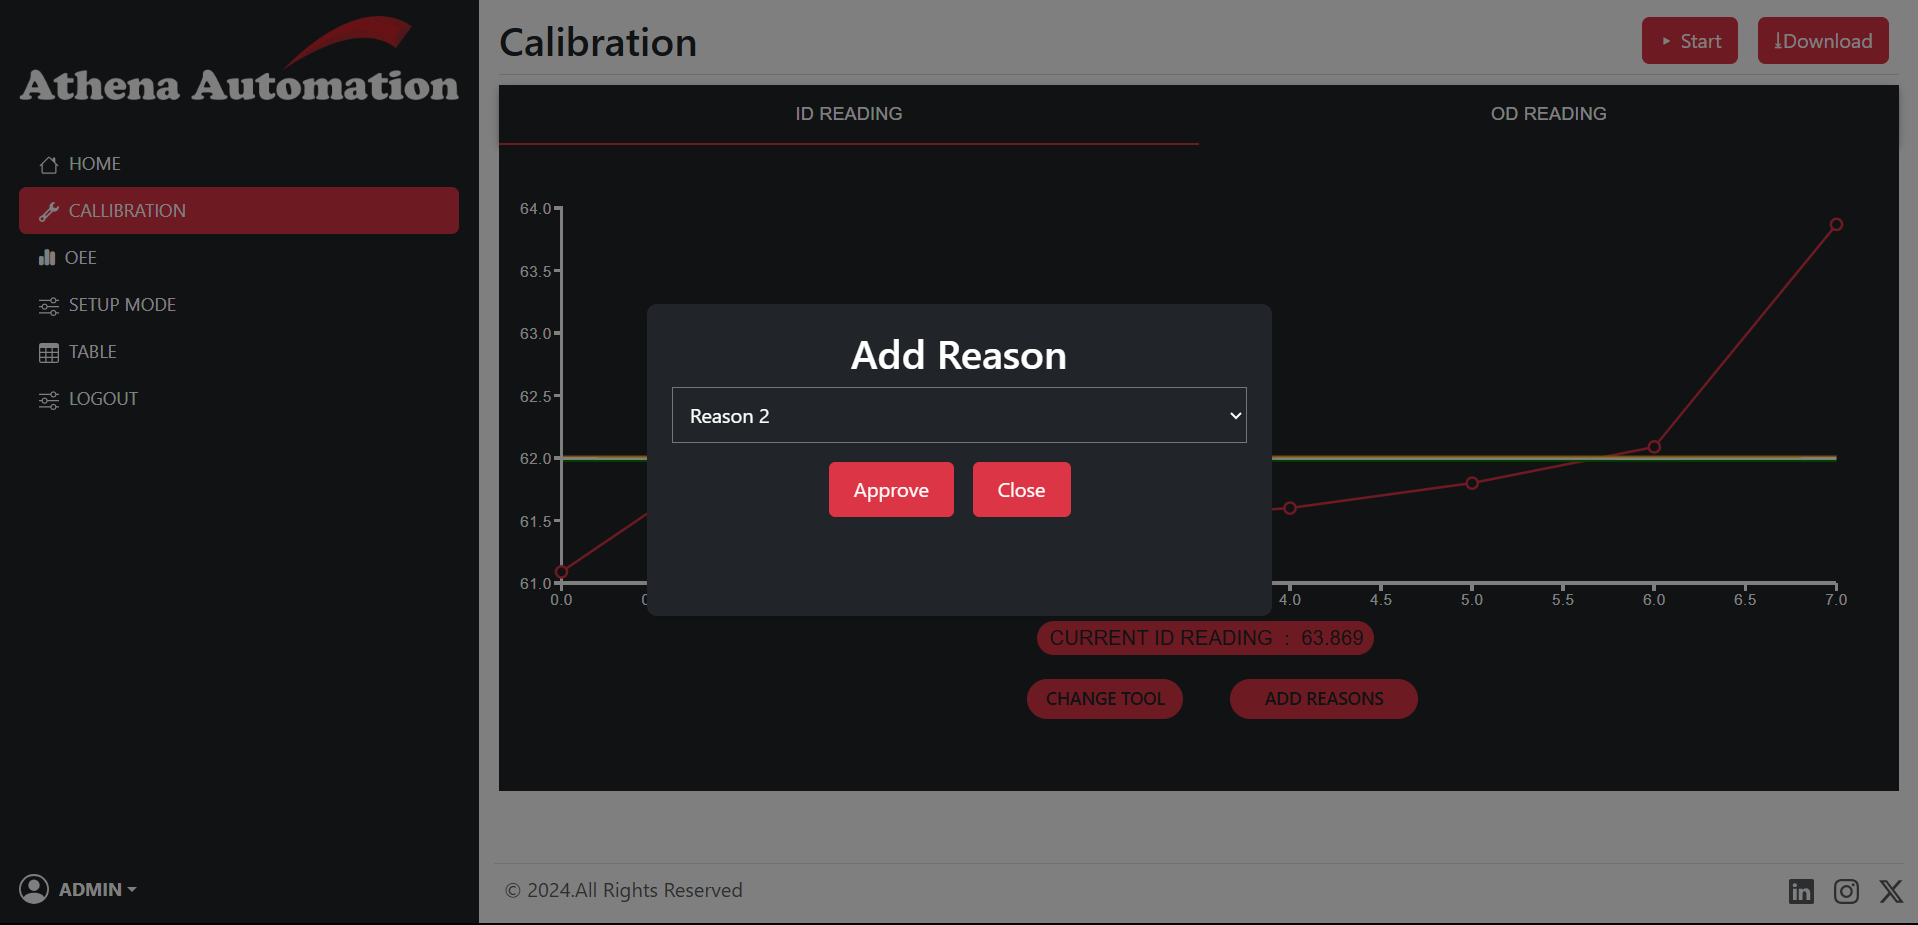 Athena Automation
HOME
CALLIBRATION
OEE
SETUP MODE
TABLE
LOGOUT
ADMIN
Calibration
Start
Download
ID READING
OD READING
64.0
63.5
63.0
62.5
62.0
61.5
61.0
0.0
4.0
4.5
5.0
5.5
6.0
6.5
7.0
Add Reason
Reason 2
Approve
Close
CURRENT ID READING : 63.869
CHANGE TOOL
ADD REASONS
© 2024.All Rights Reserved